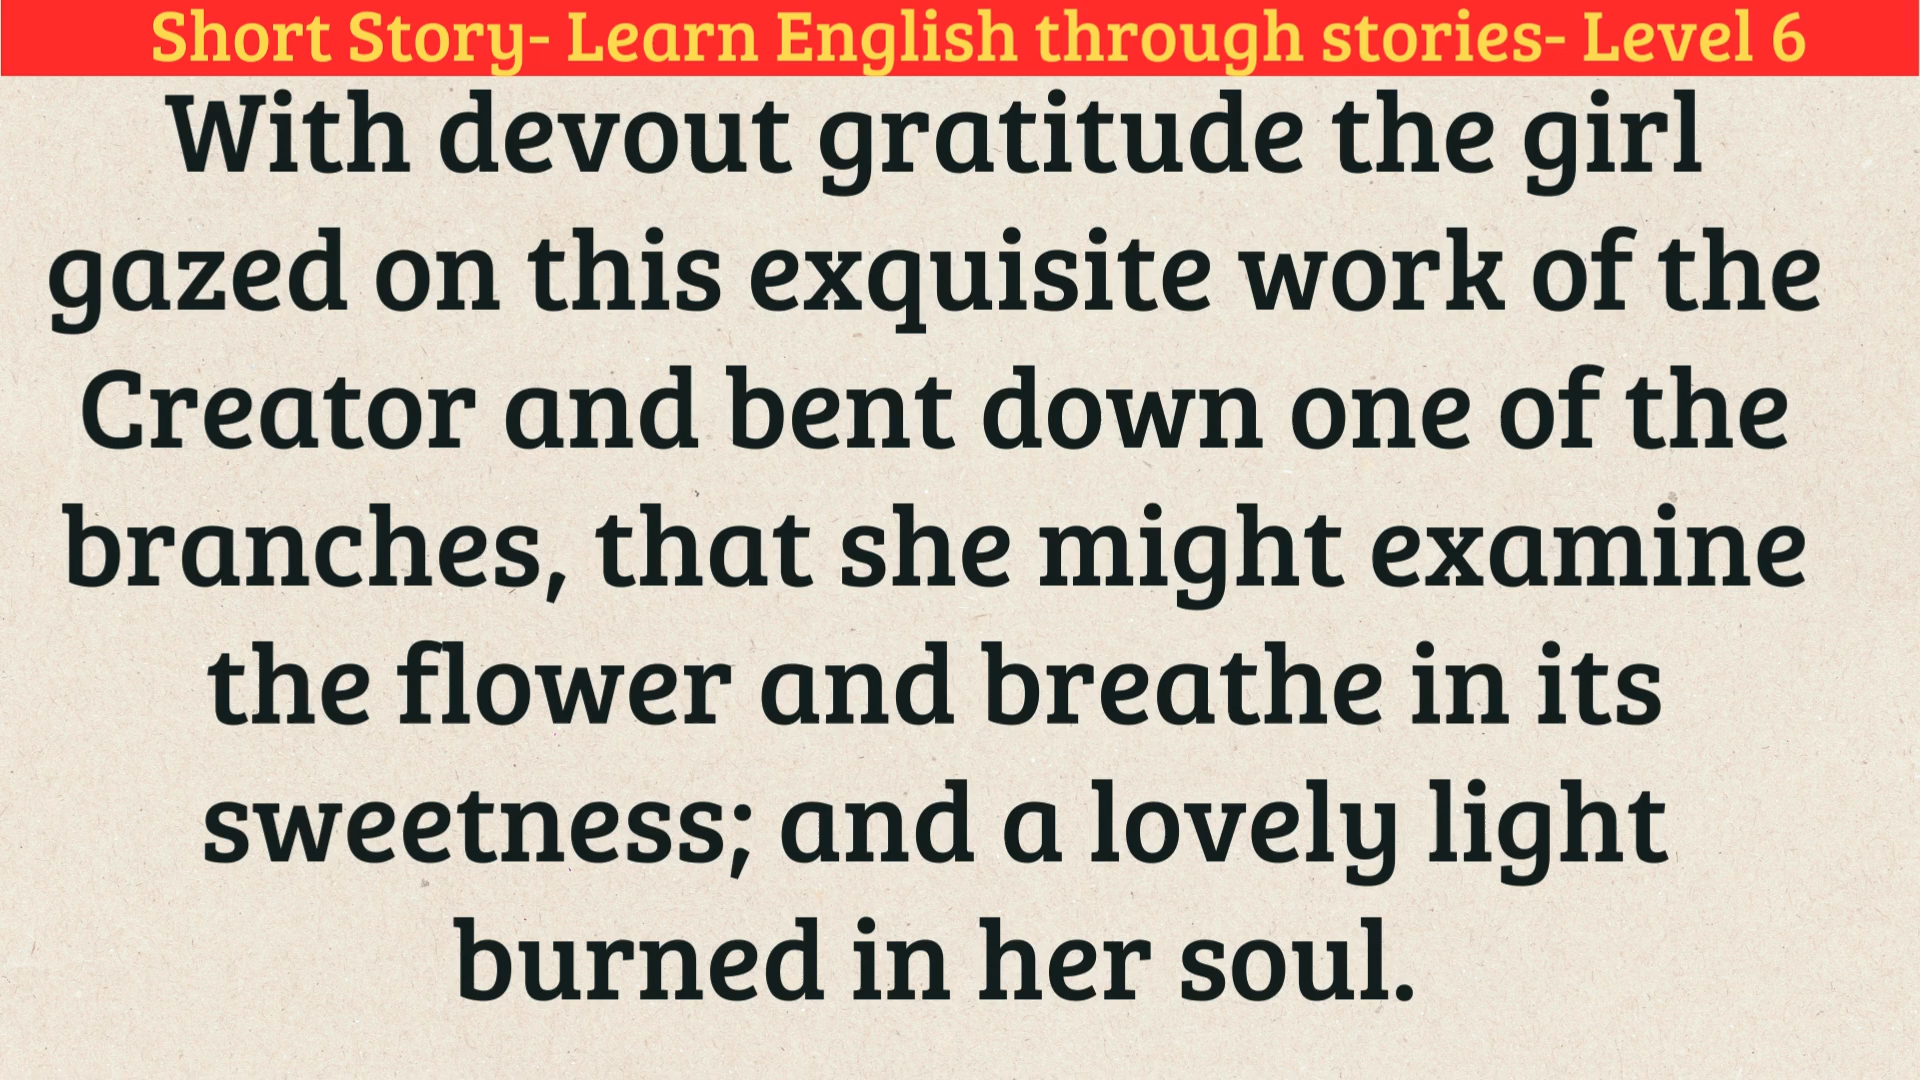 Short Story- Learn English through stories- Level 6
With devout gratitude the girl
gazed on this exquisite work of the
Creator and bent down one of the
branches, that she might examine
the flower and breathe in its
sweetness; and a lovely light
burned in her soul.